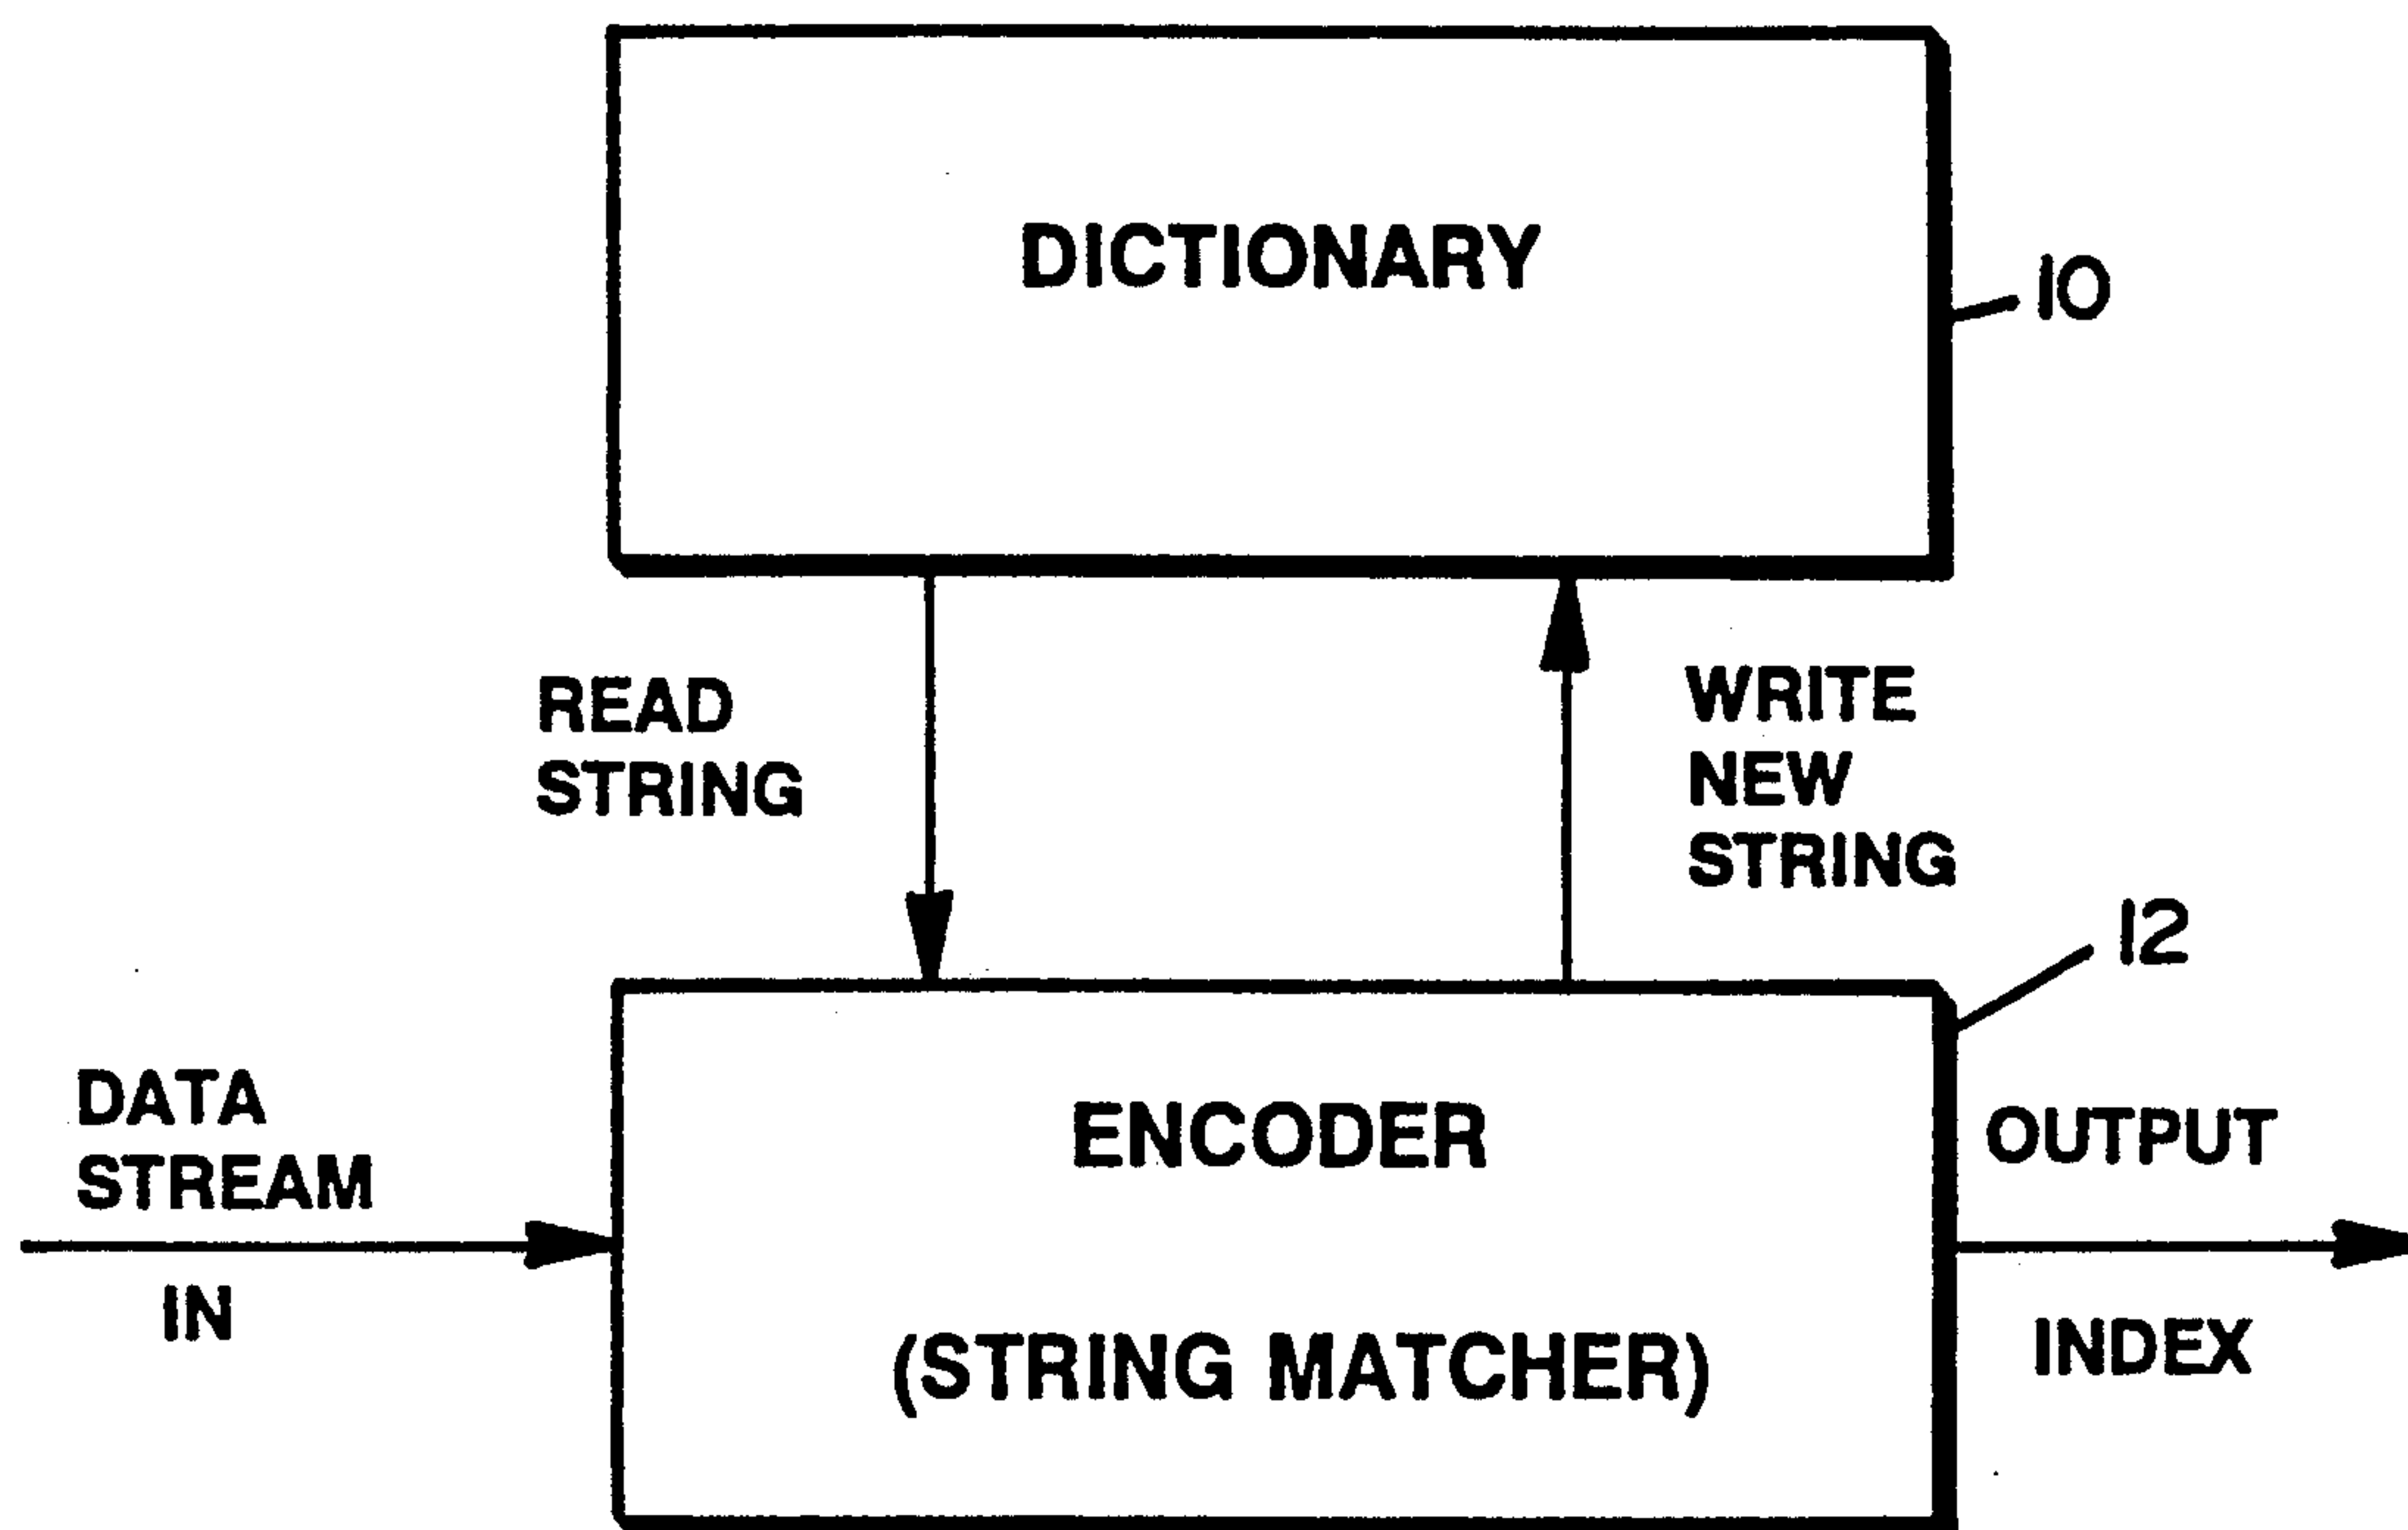 DICTIONARY
10
READ
STRING
WRITE
NEW
STRING
12
DATA
STREAM
IN
ENCODER
(STRING MATCHER)
OUTPUT
INDEX